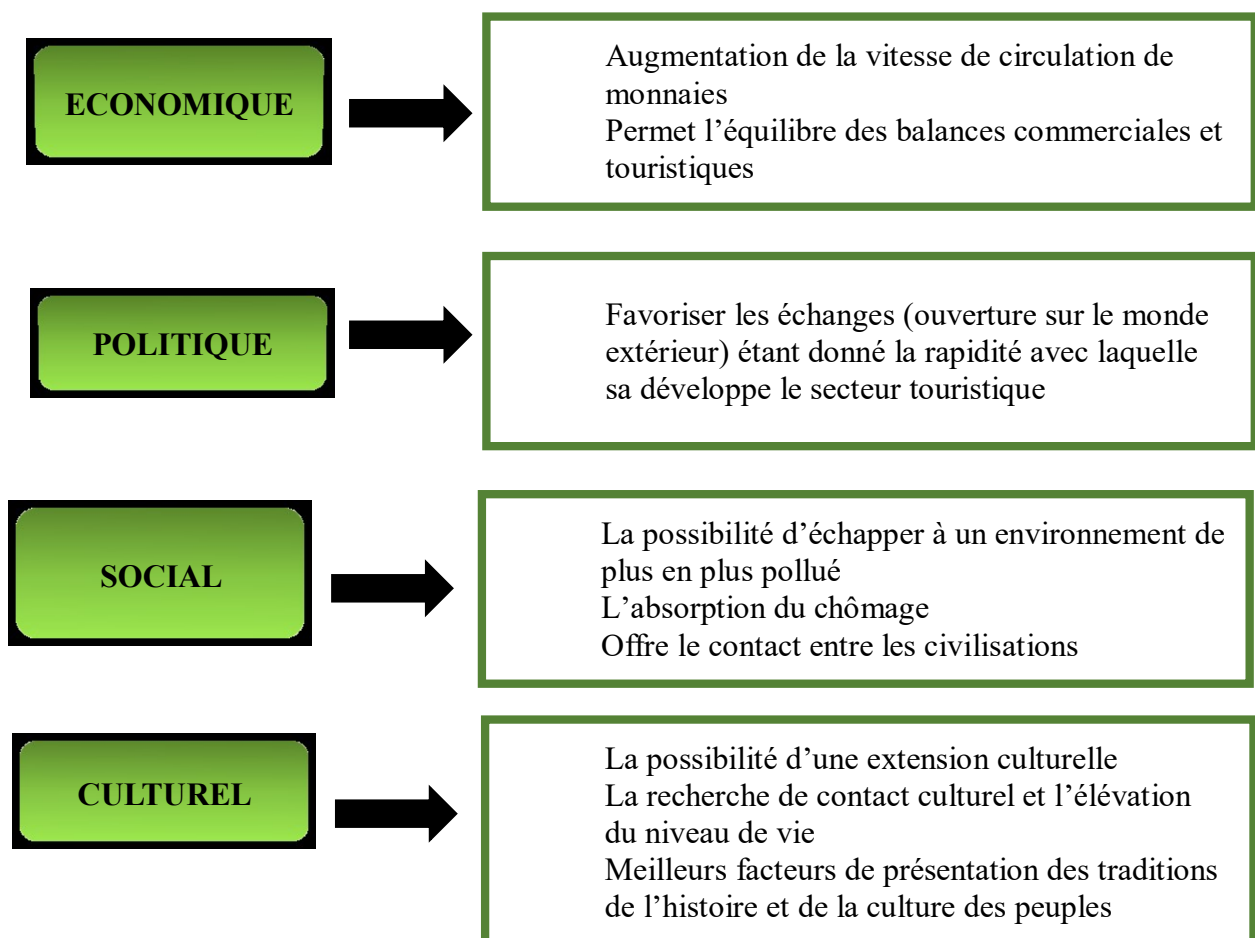 ECONOMIQUE
Augmentation de la vitesse de circulation de
monnaies
Permet l’équilibre des balances commerciales et
touristiques
POLITIQUE
Favoriser les échanges (ouverture sur le monde
extérieur) étant donné la rapidité avec laquelle
sa développe le secteur touristique
SOCIAL
La possibilité d’échapper à un environnement de
plus en plus pollué
L’absorption du chômage
Offre le contact entre les civilisations
CULTUREL
La possibilité d’une extension culturelle
La recherche de contact culturel et l’élévation
du niveau de vie
Meilleurs facteurs de présentation des traditions
de l’histoire et de la culture des peuples